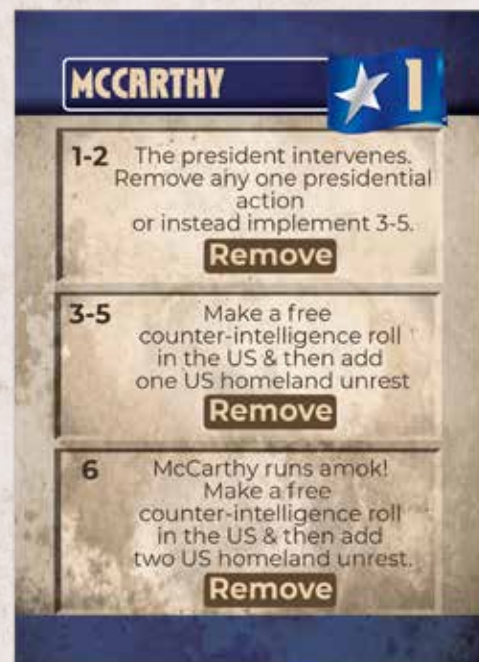 MCCARTHY
1
1-2
The president intervenes.
Remove any one presidential
action
or instead implement 3-5.
Remove
3-5
Make a free
counter-intelligence roll
in the US & then add
one US homeland unrest
Remove
6
McCarthy runs amok!
Make a free
counter-intelligence roll
in the US & then add
two US homeland unrest.
Remove